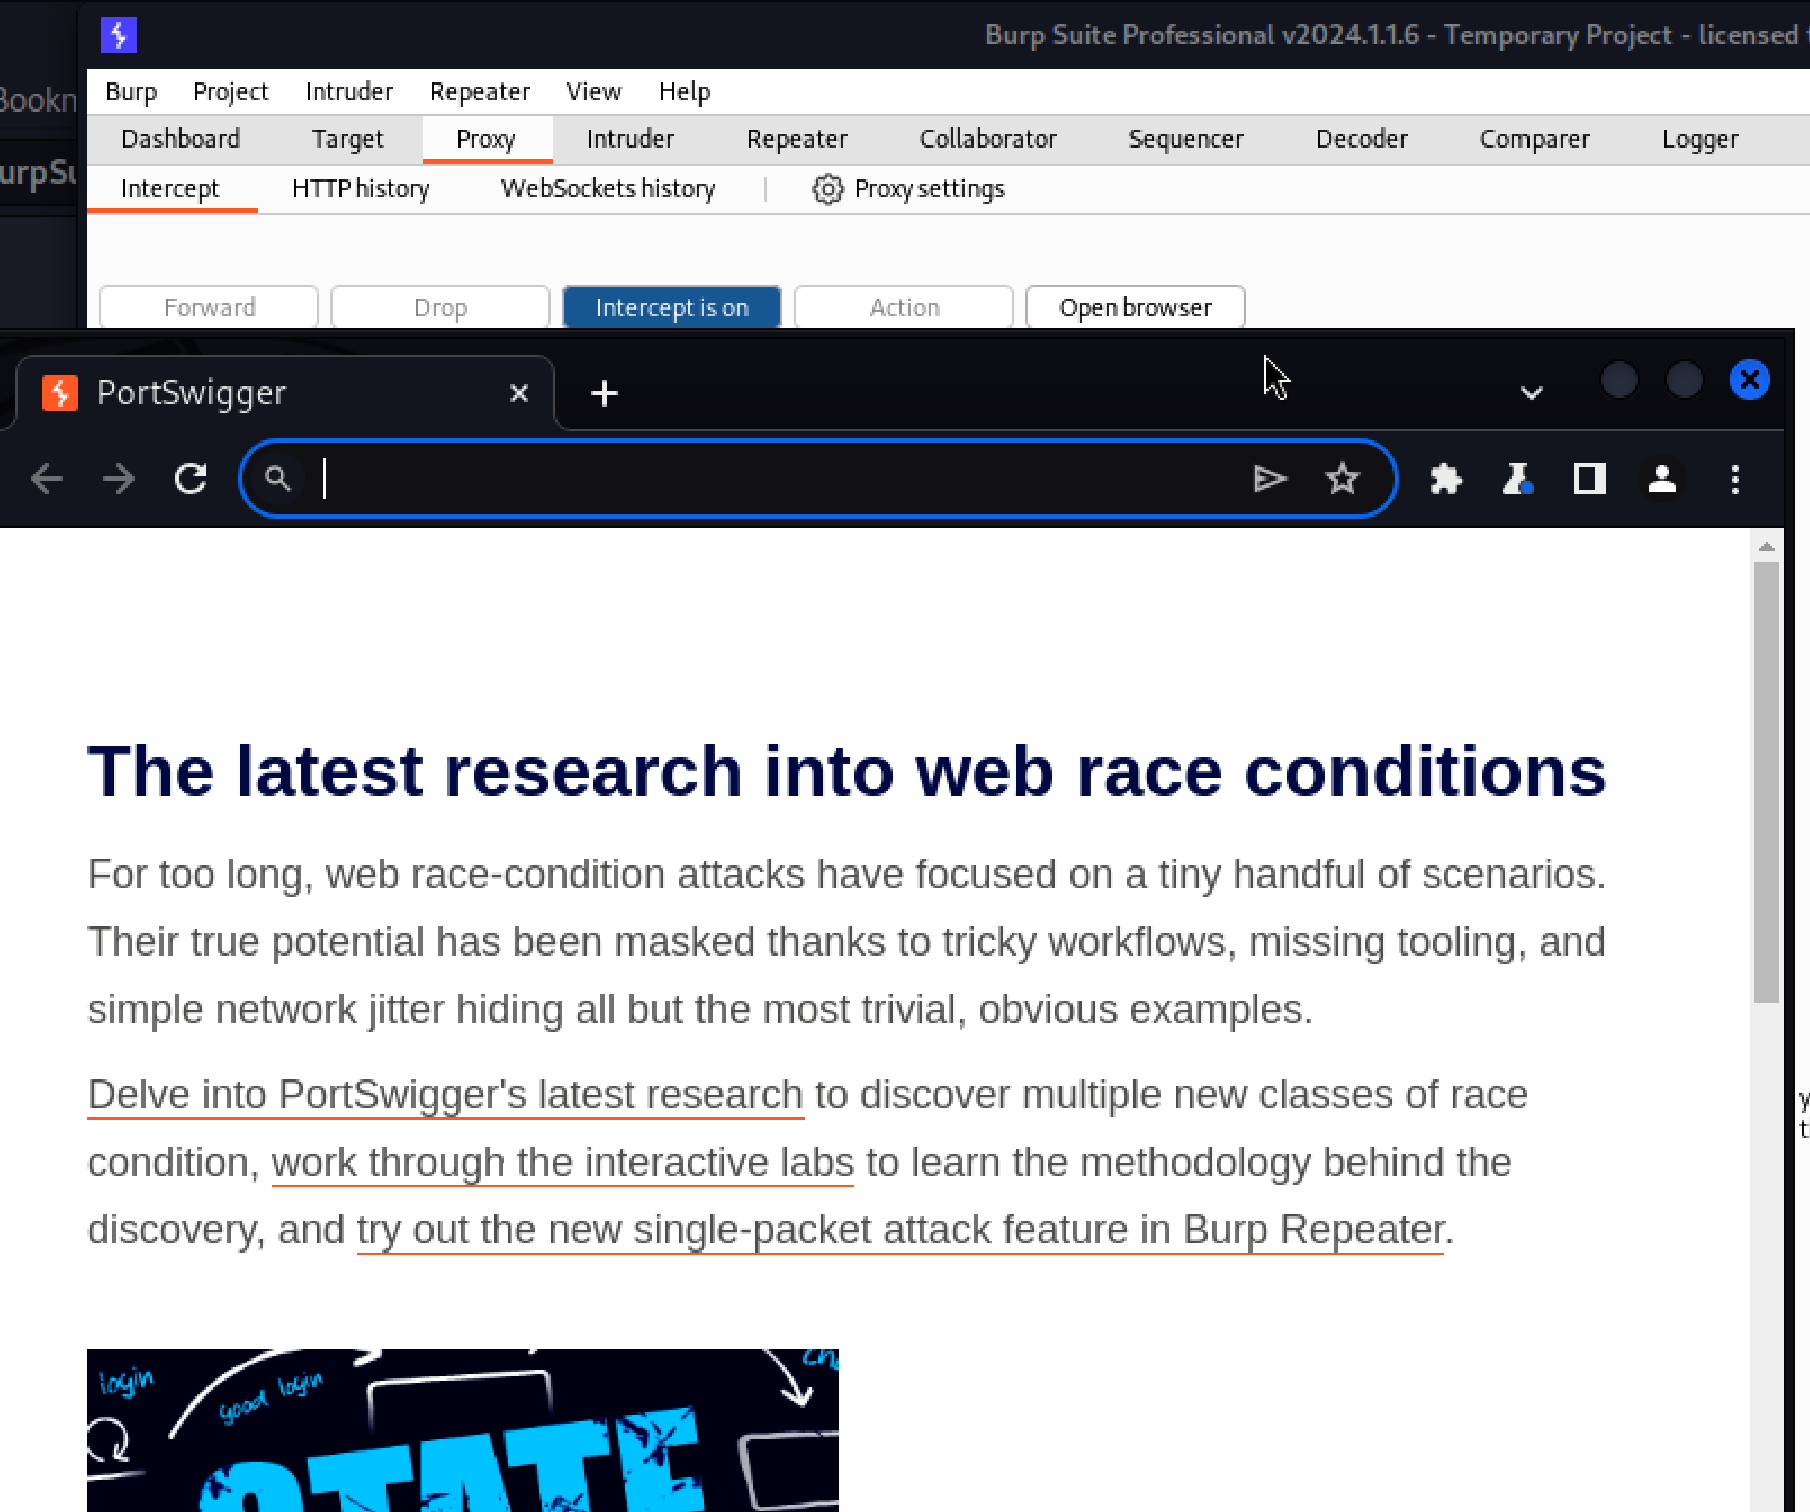 Burp Suite Professional v2024.1.1.6 - Temporary Project - licensed
Burp Project Intruder Repeater View Help
Dashboard Target Proxy Intruder Repeater Collaborator Sequencer Decoder Comparer Logger
Intercept HTTP history WebSockets history | Proxy settings
Forward Drop Intercept is on Action Open browser
PortSwigger
The latest research into web race conditions
For too long, web race-condition attacks have focused on a tiny handful of scenarios.
Their true potential has been masked thanks to tricky workflows, missing tooling, and
simple network jitter hiding all but the most trivial, obvious examples.
Delve into PortSwigger's latest research to discover multiple new classes of race
condition, work through the interactive labs to learn the methodology behind the
discovery, and try out the new single-packet attack feature in Burp Repeater.
login
good login
STATE